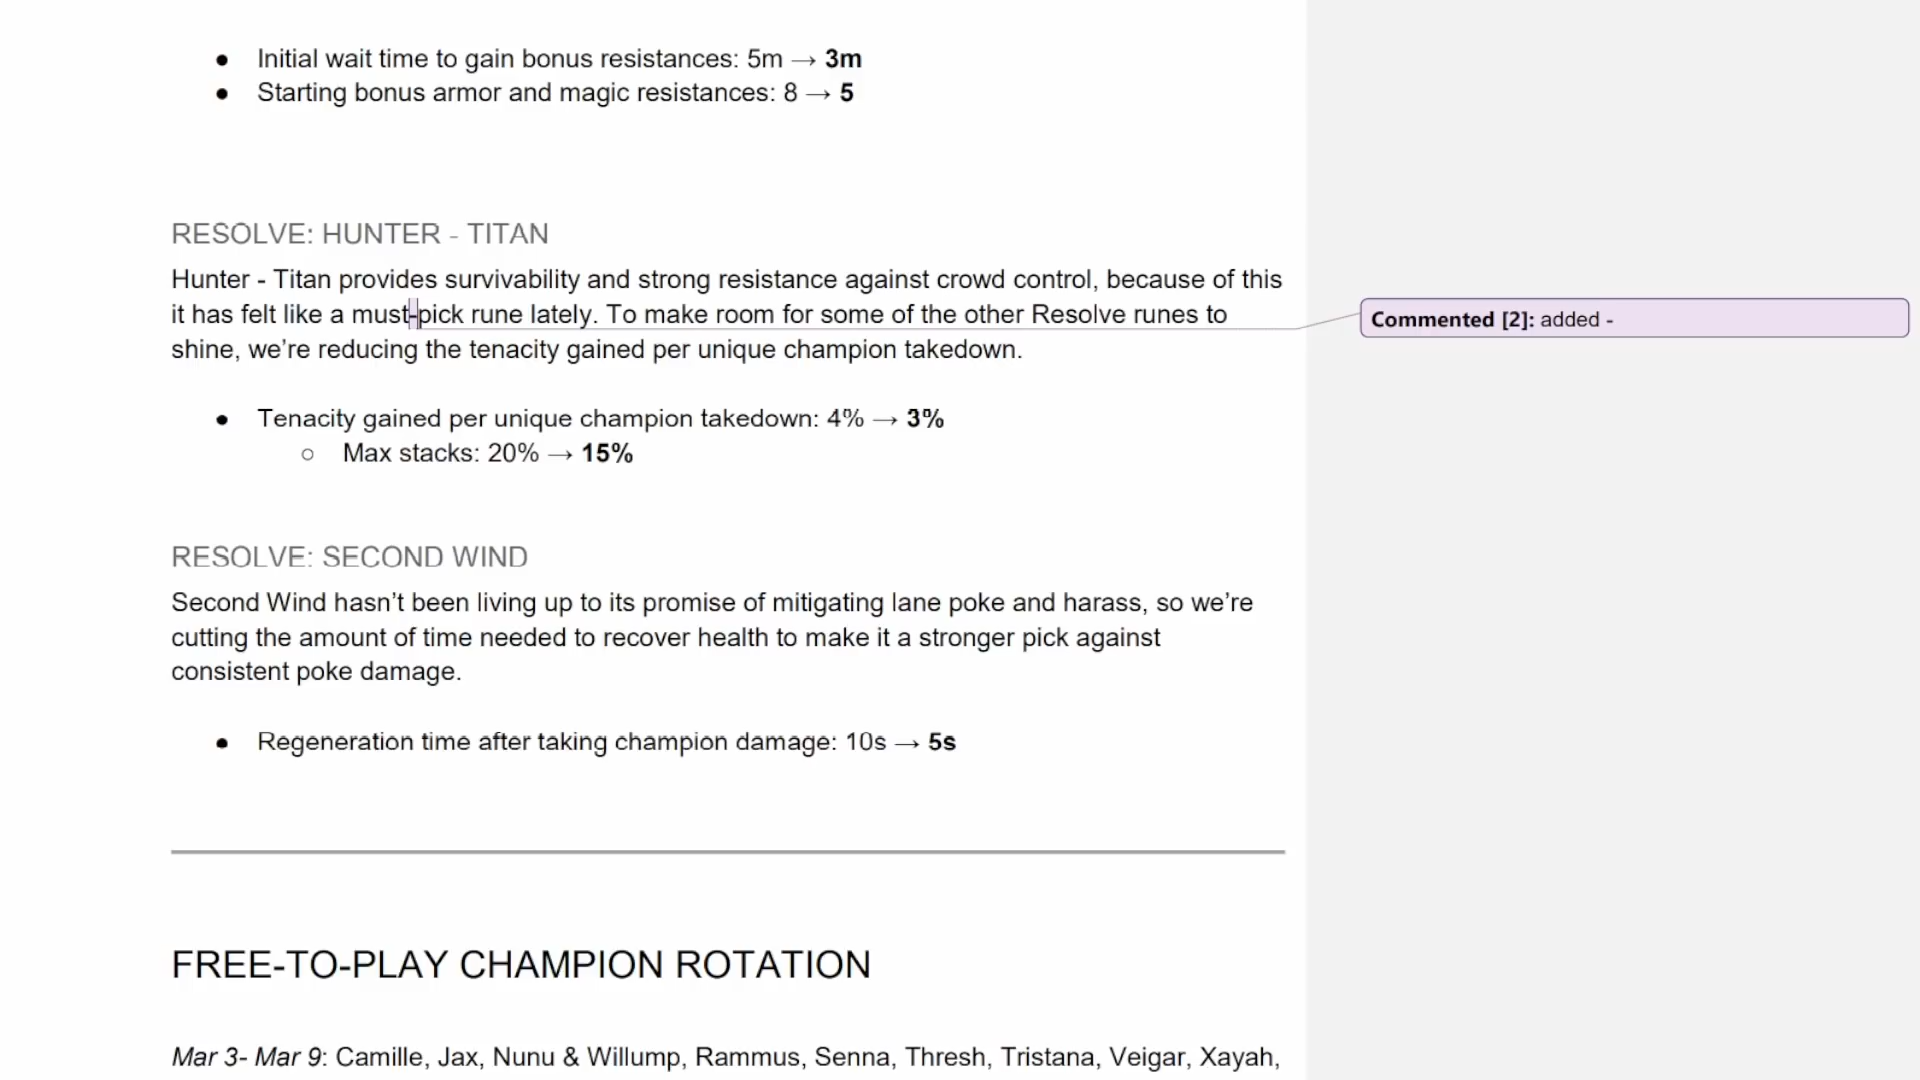 ● Initial wait time to gain bonus resistances: 5m → 3m
● Starting bonus armor and magic resistances: 8 → 5
RESOLVE: HUNTER - TITAN
Hunter - Titan provides survivability and strong resistance against crowd control, because of this
it has felt like a must-pick rune lately. To make room for some of the other Resolve runes to
shine, we’re reducing the tenacity gained per unique champion takedown.
Commented [2]: added -
● Tenacity gained per unique champion takedown: 4% → 3%
○ Max stacks: 20% → 15%
RESOLVE: SECOND WIND
Second Wind hasn’t been living up to its promise of mitigating lane poke and harass, so we’re
cutting the amount of time needed to recover health to make it a stronger pick against
consistent poke damage.
● Regeneration time after taking champion damage: 10s → 5s
FREE-TO-PLAY CHAMPION ROTATION
Mar 3- Mar 9: Camille, Jax, Nunu & Willump, Rammus, Senna, Thresh, Tristana, Veigar, Xayah,